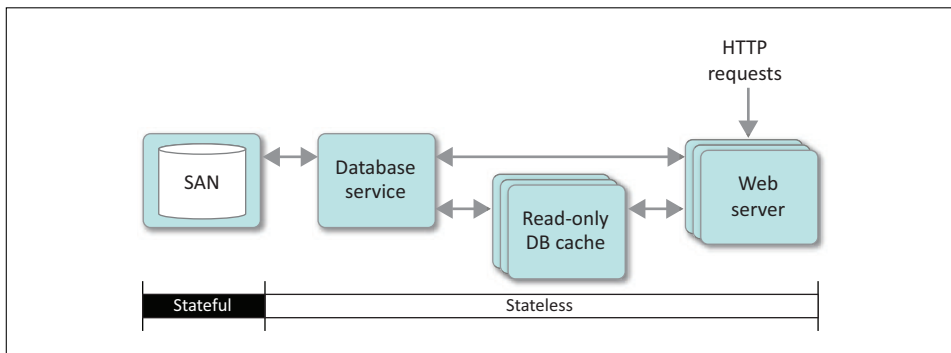 HTTP
requests
SAN
Database
service
Read-only
DB cache
Web
server
Stateful
Stateless